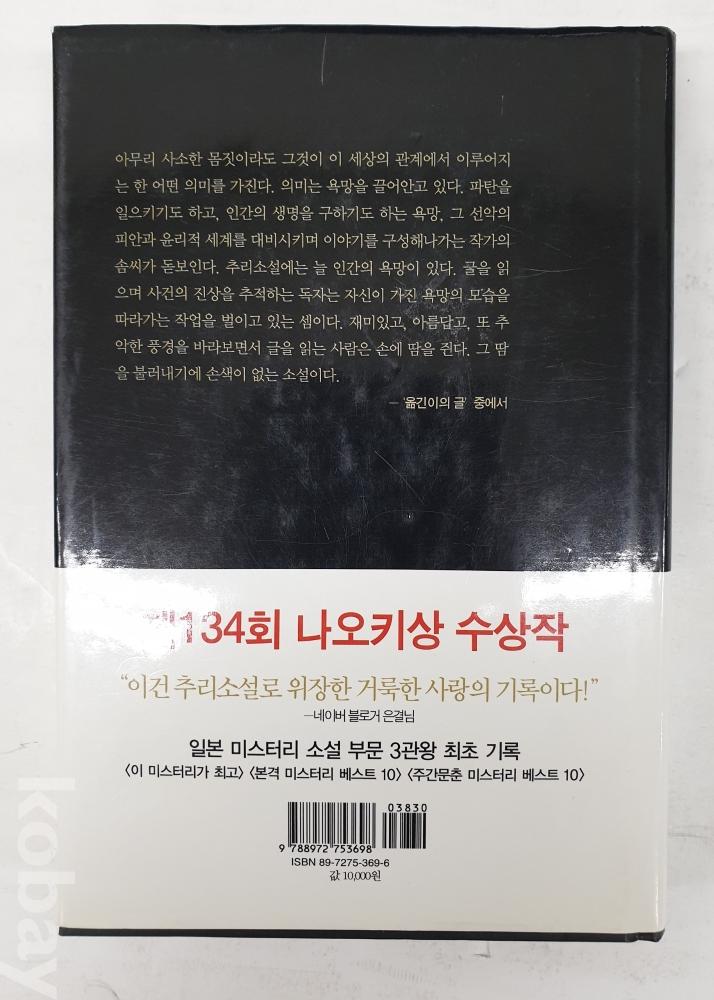 아무리 사소한 몸짓이라도 그것이 이 세상의 관계에서 이루어지
는 한 어떤 의미를 가진다. 의미는 욕망을 끌어안고 있다. 파탄을
일으키기도 하고, 인간의 생명을 구하기도 하는 욕망, 그 선악의
피안과 윤리적 세계를 대비시키며 이야기를 구성해나가는 작가의
솜씨가 돋보인다. 추리소설에는 늘 인간의 욕망이 있다. 글을 읽
으며 사건의 진상을 추적하는 독자는 자신이 가진 욕망의 모습을
따라가는 작업을 벌이고 있는 셈이다. 재미있고, 아름답고, 또 추
악한 풍경을 바라보면서 글을 읽는 사람은 손에 땀을 쥔다. 그 땀
을 불러내기에 손색이 없는 소설이다.
— '옮긴이의 글' 중에서
134회 나오키상 수상작
“이건 추리소설로 위장한 거룩한 사랑의 기록이다!”
—네이버 블로거 은결님
일본 미스터리 소설 부문 3관왕 최초 기록
〈이 미스터리가 최고〉 〈본격 미스터리 베스트 10〉 〈주간문춘 미스터리 베스트 10〉
03830
9 788972 753698
ISBN 89-7275-369-6
값 10,000원
kobay